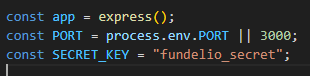 const app = express();
const PORT = process.env.PORT || 3000;
const SECRET_KEY = "fundelio_secret";